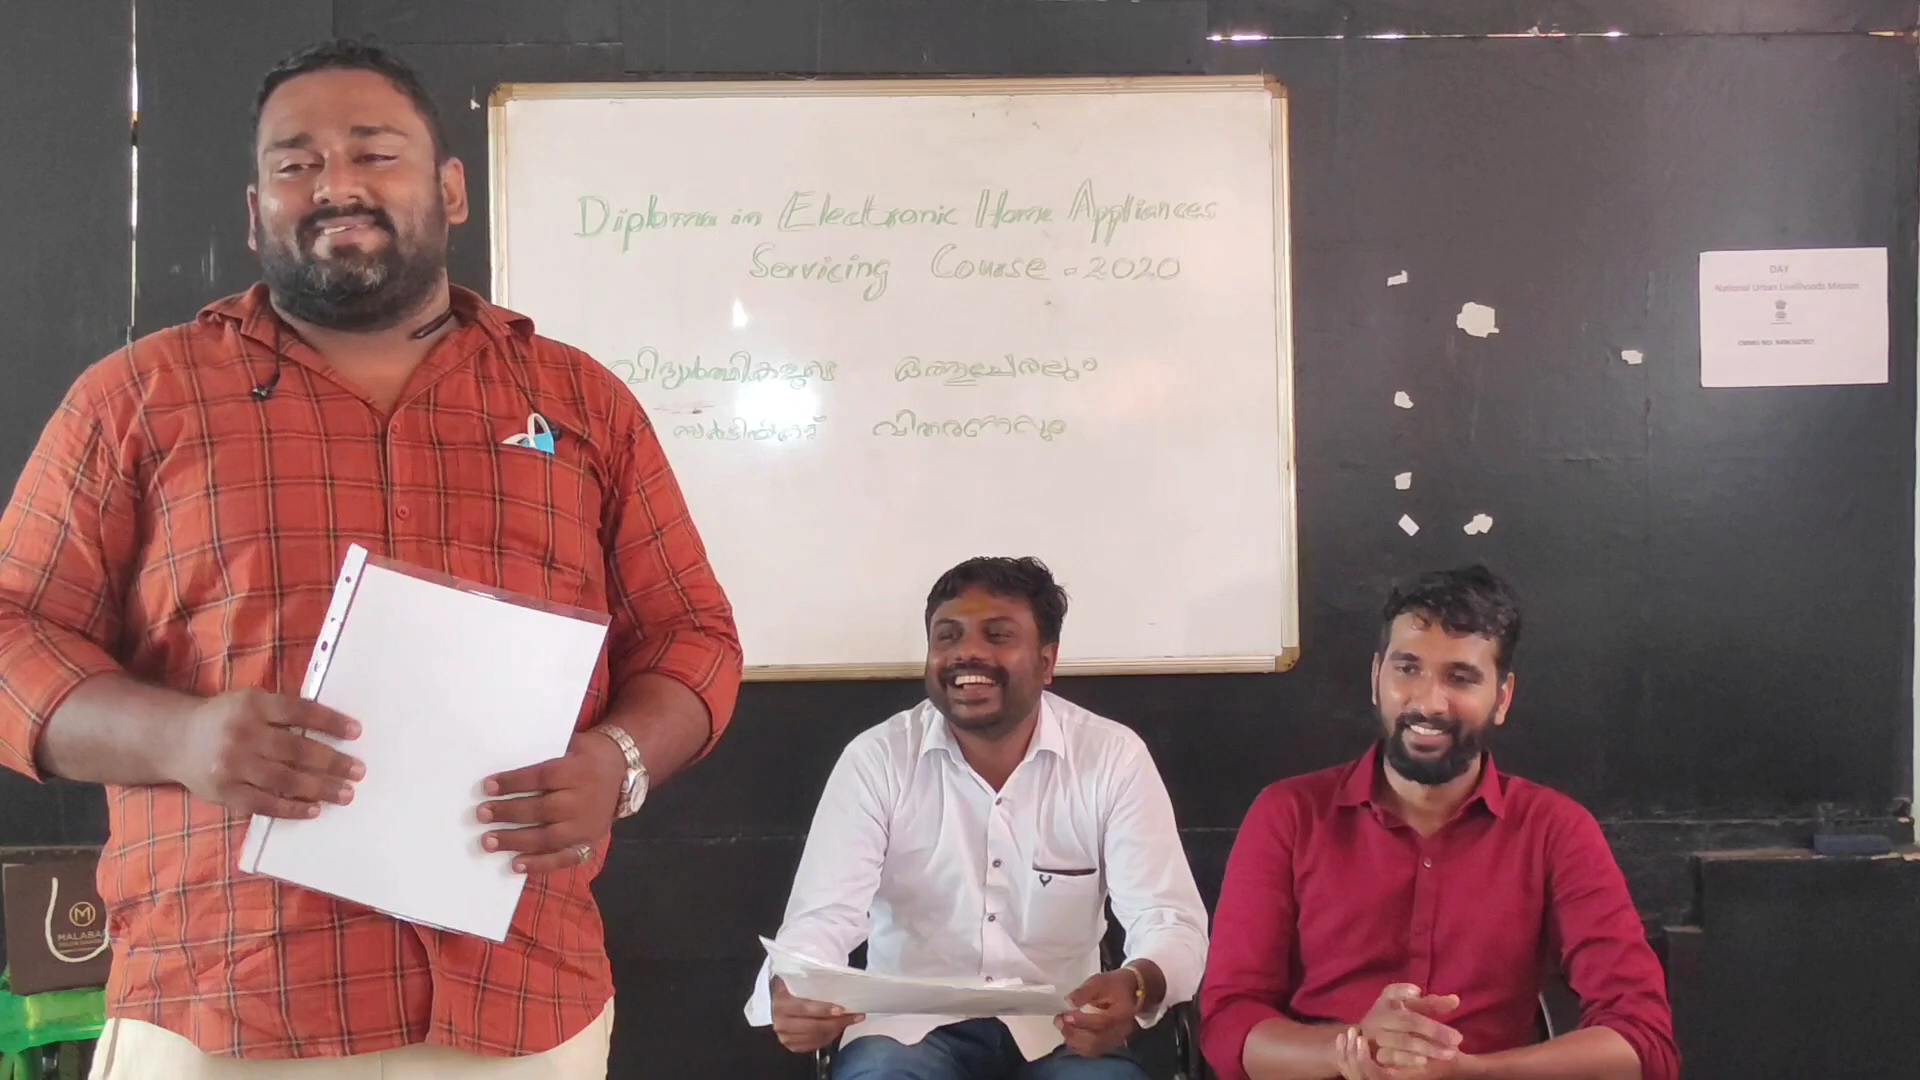 Diploma in Electronic Home Appliances
Servicing Course - 2020
വിദ്യാർത്ഥികളുടെ ഒത്തുചേരലും
സർട്ടിഫിക്കറ്റ് വിതരണവും
DAY
National Urban Livelihoods Mission
M
MALABAR